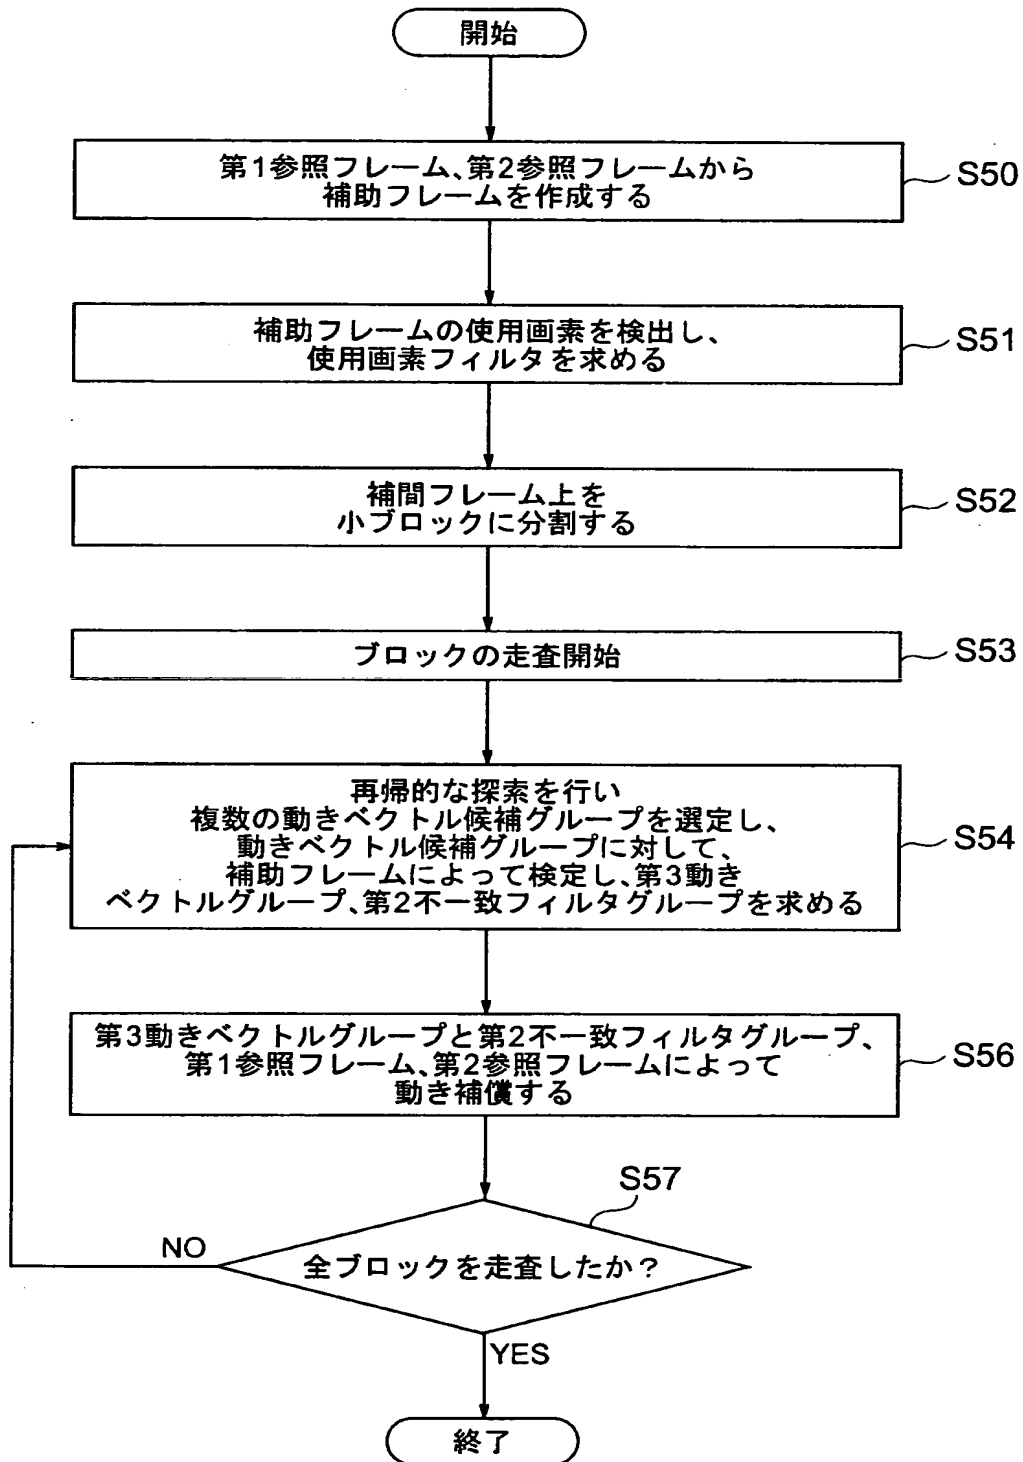 開始
第1参照フレーム、第2参照フレームから
補助フレームを作成する
S50
補助フレームの使用画素を検出し、
使用画素フィルタを求める
S51
補間フレーム上を
小ブロックに分割する
S52
ブロックの走査開始
S53
再帰的な探索を行い
複数の動きベクトル候補グループを選定し、
動きベクトル候補グループに対して、
補助フレームによって検定し、第3動き
ベクトルグループ、第2不一致フィルタグループを求める
S54
第3動きベクトルグループと第2不一致フィルタグループ、
第1参照フレーム、第2参照フレームによって
動き補償する
S56
S57
全ブロックを走査したか？
NO
YES
終了